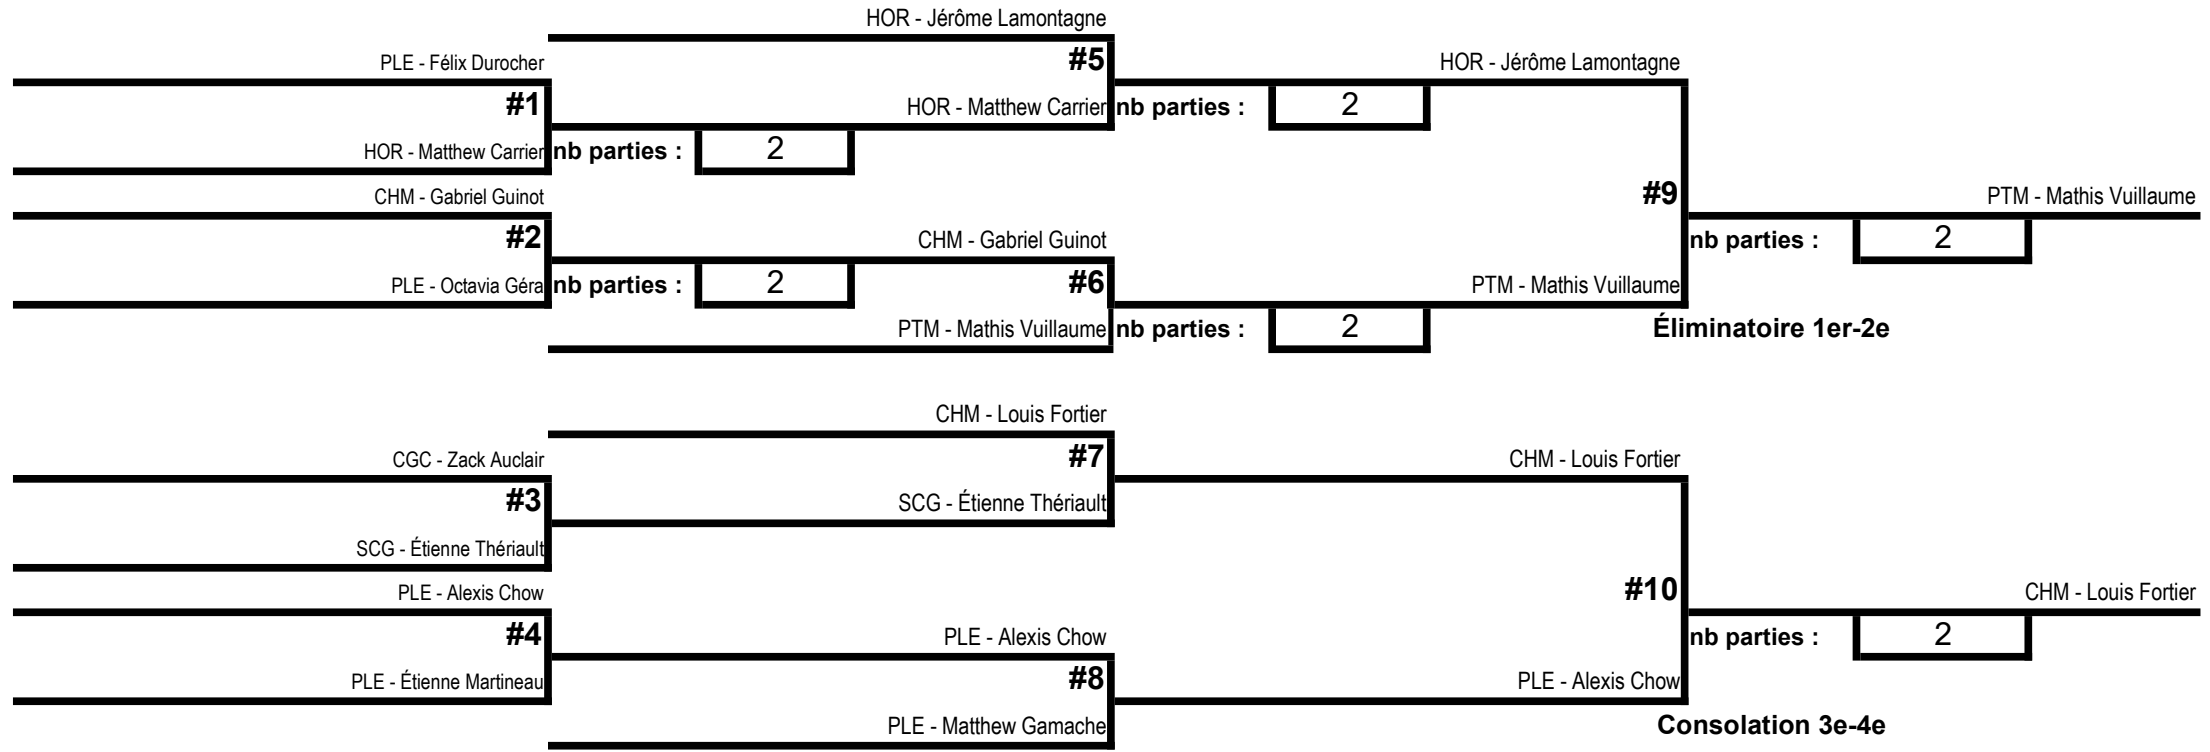 HOR - Jérôme Lamontagne
PLE - Félix Durocher
#5
HOR - Jérôme Lamontagne
#1
HOR - Matthew Carrier
nb parties :
2
HOR - Matthew Carrier
nb parties :
2
CHM - Gabriel Guinot
#9
PTM - Mathis Vuillaume
#2
CHM - Gabriel Guinot
nb parties :
2
PLE - Octavia Géra
nb parties :
2
#6
PTM - Mathis Vuillaume
PTM - Mathis Vuillaume
nb parties :
2
Éliminatoire 1er-2e
CHM - Louis Fortier
CGC - Zack Auclair
#7
CHM - Louis Fortier
#3
SCG - Étienne Thériault
SCG - Étienne Thériault
PLE - Alexis Chow
#10
CHM - Louis Fortier
#4
PLE - Alexis Chow
nb parties :
2
PLE - Étienne Martineau
#8
PLE - Alexis Chow
PLE - Matthew Gamache
Consolation 3e-4e